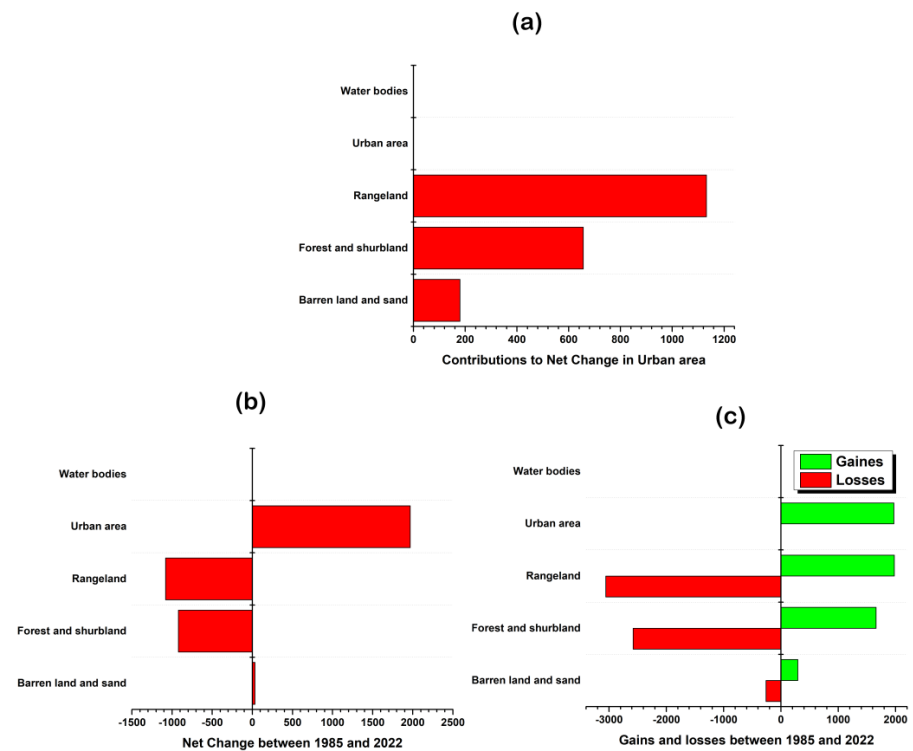 (a)
Water bodies
Urban area
Rangeland
Forest and shurbland
Barren land and sand
0 200 400 600 800 1000 1200
Contributions to Net Change in Urban area
(b)
Water bodies
Urban area
Rangeland
Forest and shurbland
Barren land and sand
-1500 -1000 -500 0 500 1000 1500 2000 2500
Net Change between 1985 and 2022
(c)
Gaines
Losses
Water bodies
Urban area
Rangeland
Forest and shurbland
Barren land and sand
-3000 -2000 -1000 0 1000 2000
Gains and losses between 1985 and 2022